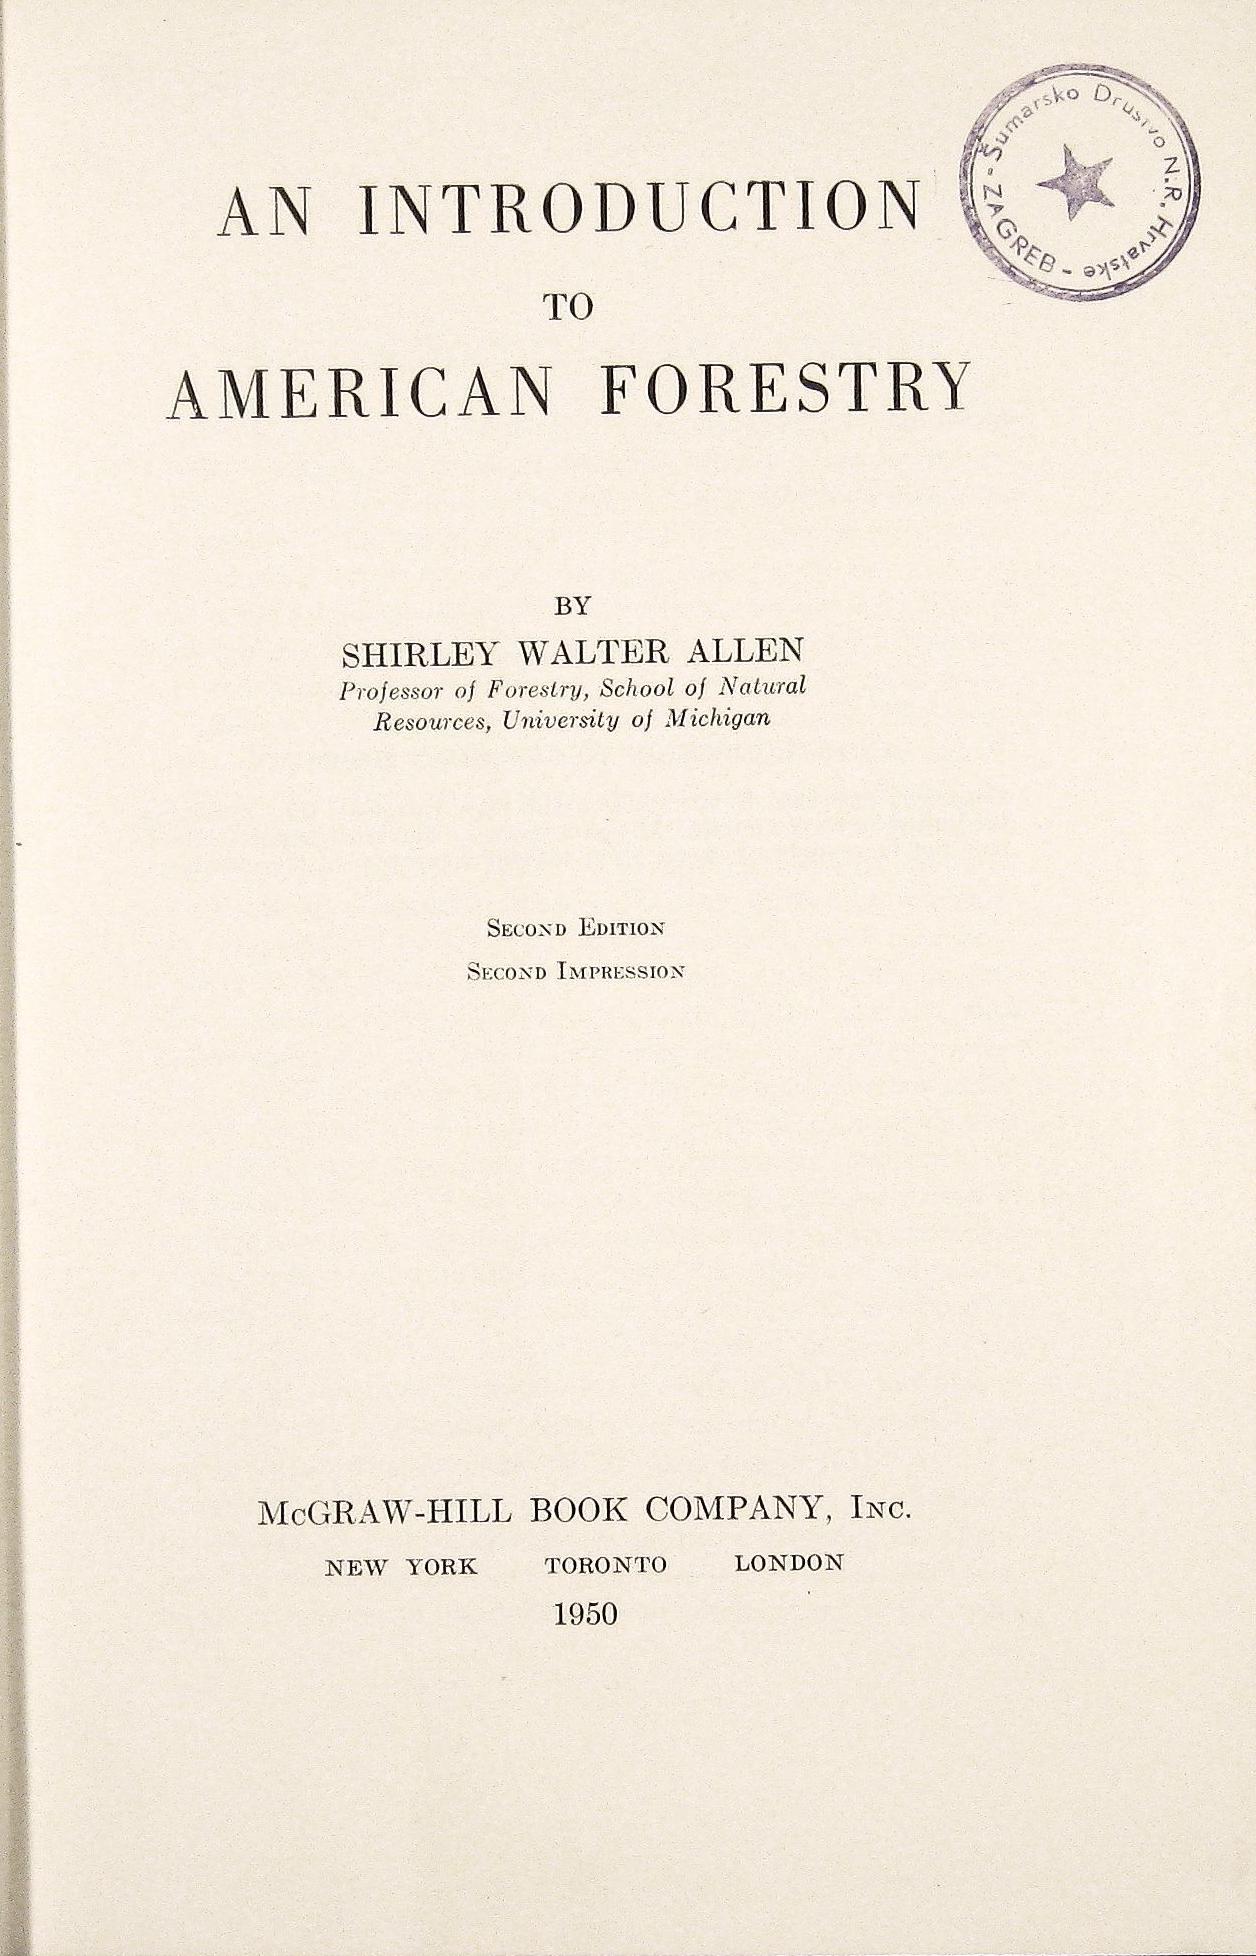 AN INTRODUCTION
TO
AMERICAN FORESTRY
Šumarsko Drustvo N.R. Hrvatske
- ZAGREB -
BY
SHIRLEY WALTER ALLEN
Professor of Forestry, School of Natural
Resources, University of Michigan
SECOND EDITION
SECOND IMPRESSION
McGRAW-HILL BOOK COMPANY, INC.
NEW YORK TORONTO LONDON
1950